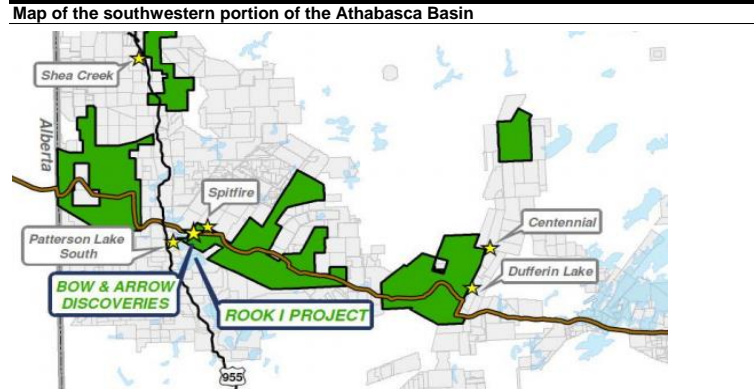 Map of the southwestern portion of the Athabasca Basin
Shea Creek
Alberta
Spitfire
Centennial
Patterson Lake
South
Dufferin Lake
BOW & ARROW
DISCOVERIES
ROOK I PROJECT
955